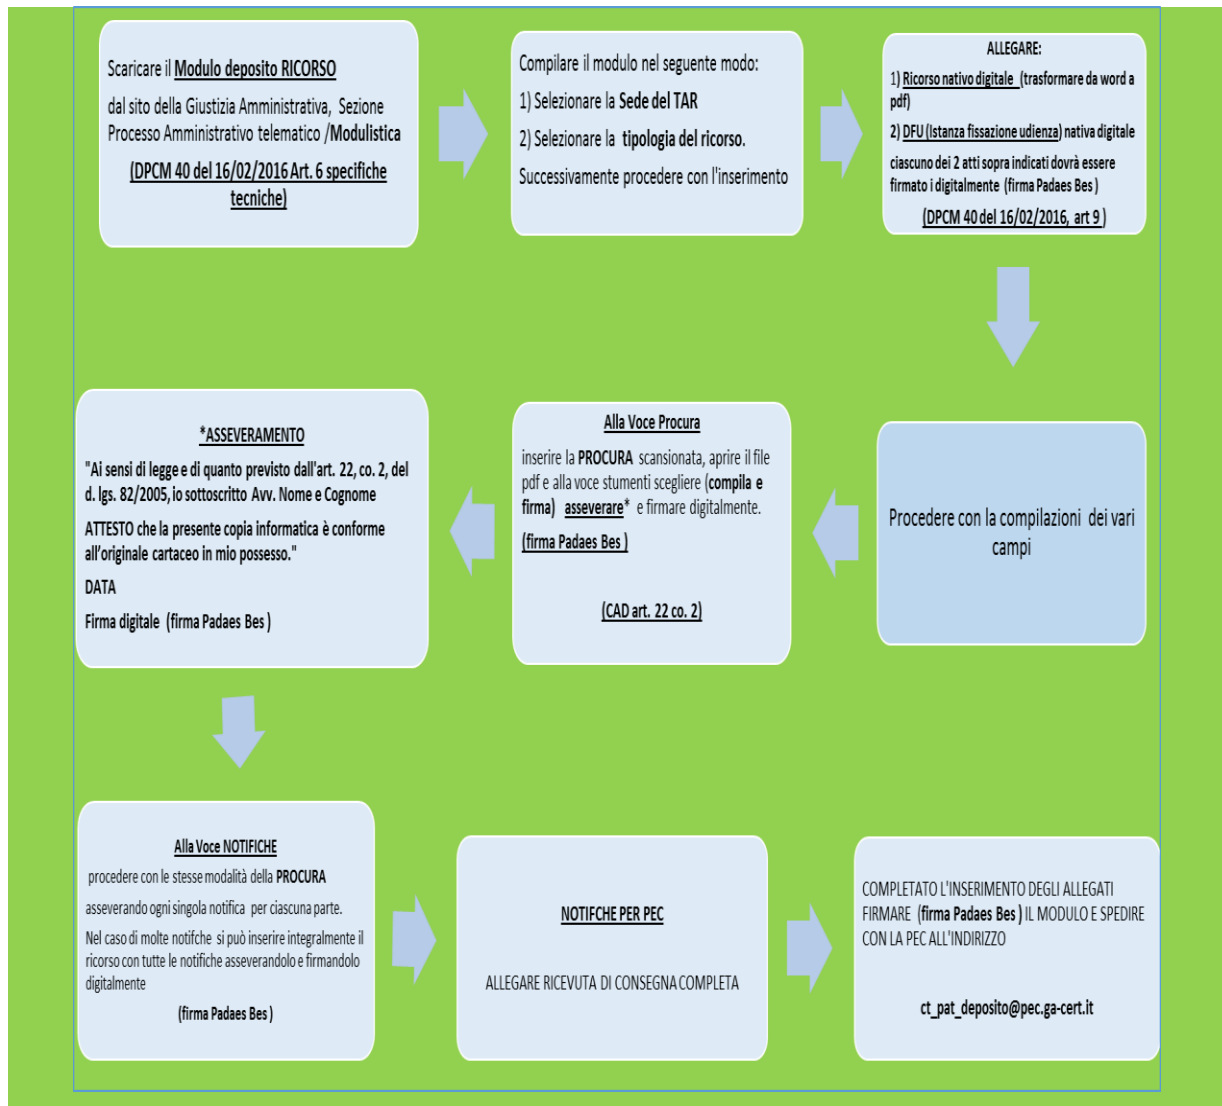 Scaricare il Modulo deposito RICORSO
dal sito della Giustizia Amministrativa, Sezione
Processo Amministrativo telematico /Modulistica
(DPCM 40 del 16/02/2016 Art. 6 specifiche
tecniche)
Compilare il modulo nel seguente modo:
1) Selezionare la Sede del TAR
2) Selezionare la tipologia del ricorso.
Successivamente procedere con l'inserimento
ALLEGARE:
1) Ricorso nativo digitale (trasformare da word a
pdf)
2) DFU (Istanza fissazione udienza) nativa digitale
ciascuno dei 2 atti sopra indicati dovrà essere
firmato i digitalmente (firma Padaes Bes )
(DPCM 40 del 16/02/2016, art 9 )
Procedere con la compilazioni dei vari
campi
Alla Voce Procura
inserire la PROCURA scansionata, aprire il file
pdf e alla voce stumenti scegliere (compila e
firma) asseverare* e firmare digitalmente.
(firma Padaes Bes )
(CAD art. 22 co. 2)
*ASSEVERAMENTO
"Ai sensi di legge e di quanto previsto dall'art. 22, co. 2, del
d. lgs. 82/2005, io sottoscritto Avv. Nome e Cognome
ATTESTO che la presente copia informatica è conforme
all'originale cartaceo in mio possesso."
DATA
Firma digitale (firma Padaes Bes )
Alla Voce NOTIFICHE
procedere con le stesse modalità della PROCURA
asseverando ogni singola notifica per ciascuna parte.
Nel caso di molte notifche si può inserire integralmente il
ricorso con tutte le notifiche asseverandolo e firmandolo
digitalmente
(firma Padaes Bes )
NOTIFCHE PER PEC
ALLEGARE RICEVUTA DI CONSEGNA COMPLETA
COMPLETATO L'INSERIMENTO DEGLI ALLEGATI
FIRMARE (firma Padaes Bes ) IL MODULO E SPEDIRE
CON LA PEC ALL'INDIRIZZO
ct_pat_deposito@pec.ga-cert.it